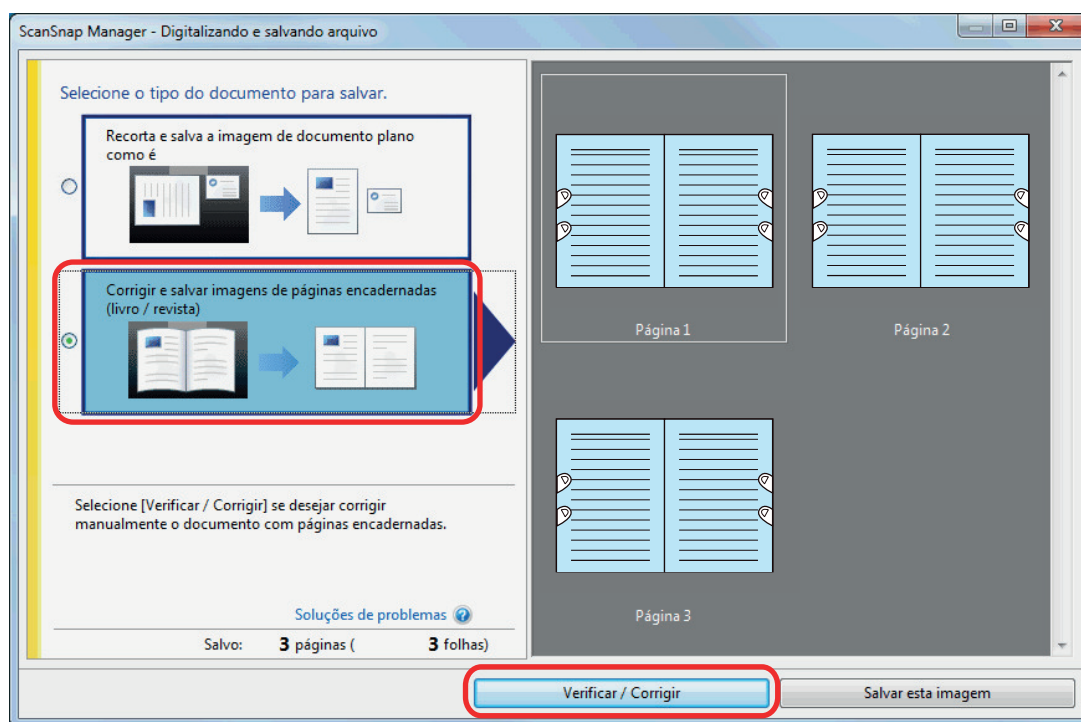 ScanSnap Manager - Digitalizando e salvando arquivo
Selecione o tipo do documento para salvar.
Recorta e salva a imagem de documento plano
como é
Corrigir e salvar imagens de páginas encadernadas
(livro / revista)
Selecione [Verificar / Corrigir] se desejar corrigir
manualmente o documento com páginas encadernadas.
Soluções de problemas
Salvo: 3 páginas ( 3 folhas)
Página 1
Página 2
Página 3
Verificar / Corrigir
Salvar esta imagem